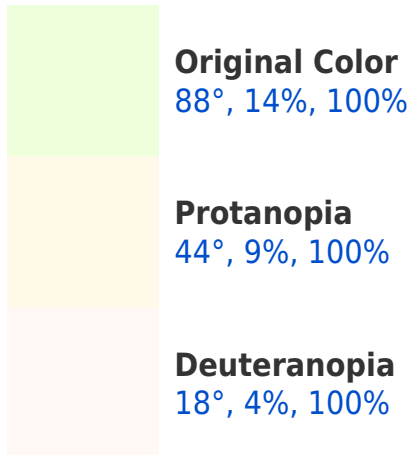 Original Color
88°, 14%, 100%
Protanopia
44°, 9%, 100%
Deuteranopia
18°, 4%, 100%